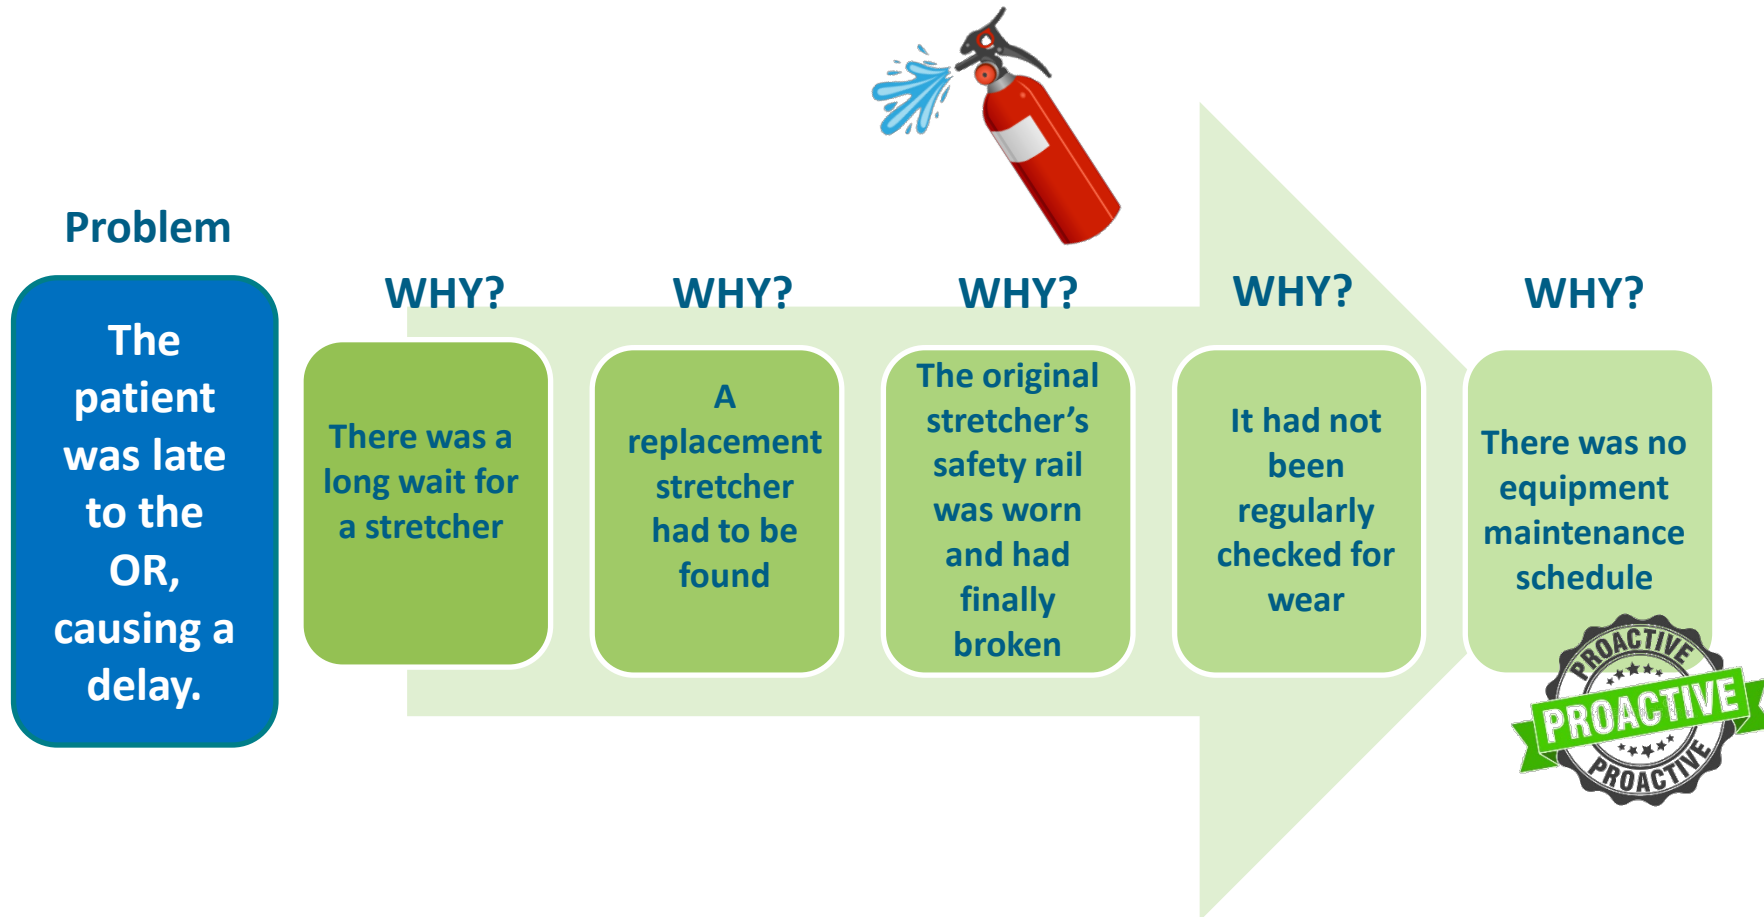 Problem
The
patient
was late
to the
OR,
causing a
delay.
WHY?
There was a
long wait for
a stretcher
WHY?
A
replacement
stretcher
had to be
found
WHY?
The original
stretcher’s
safety rail
was worn
and had
finally
broken
WHY?
It had not
been
regularly
checked for
wear
WHY?
There was no
equipment
maintenance
schedule
PROACTIVE
PROACTIVE
PROACTIVE